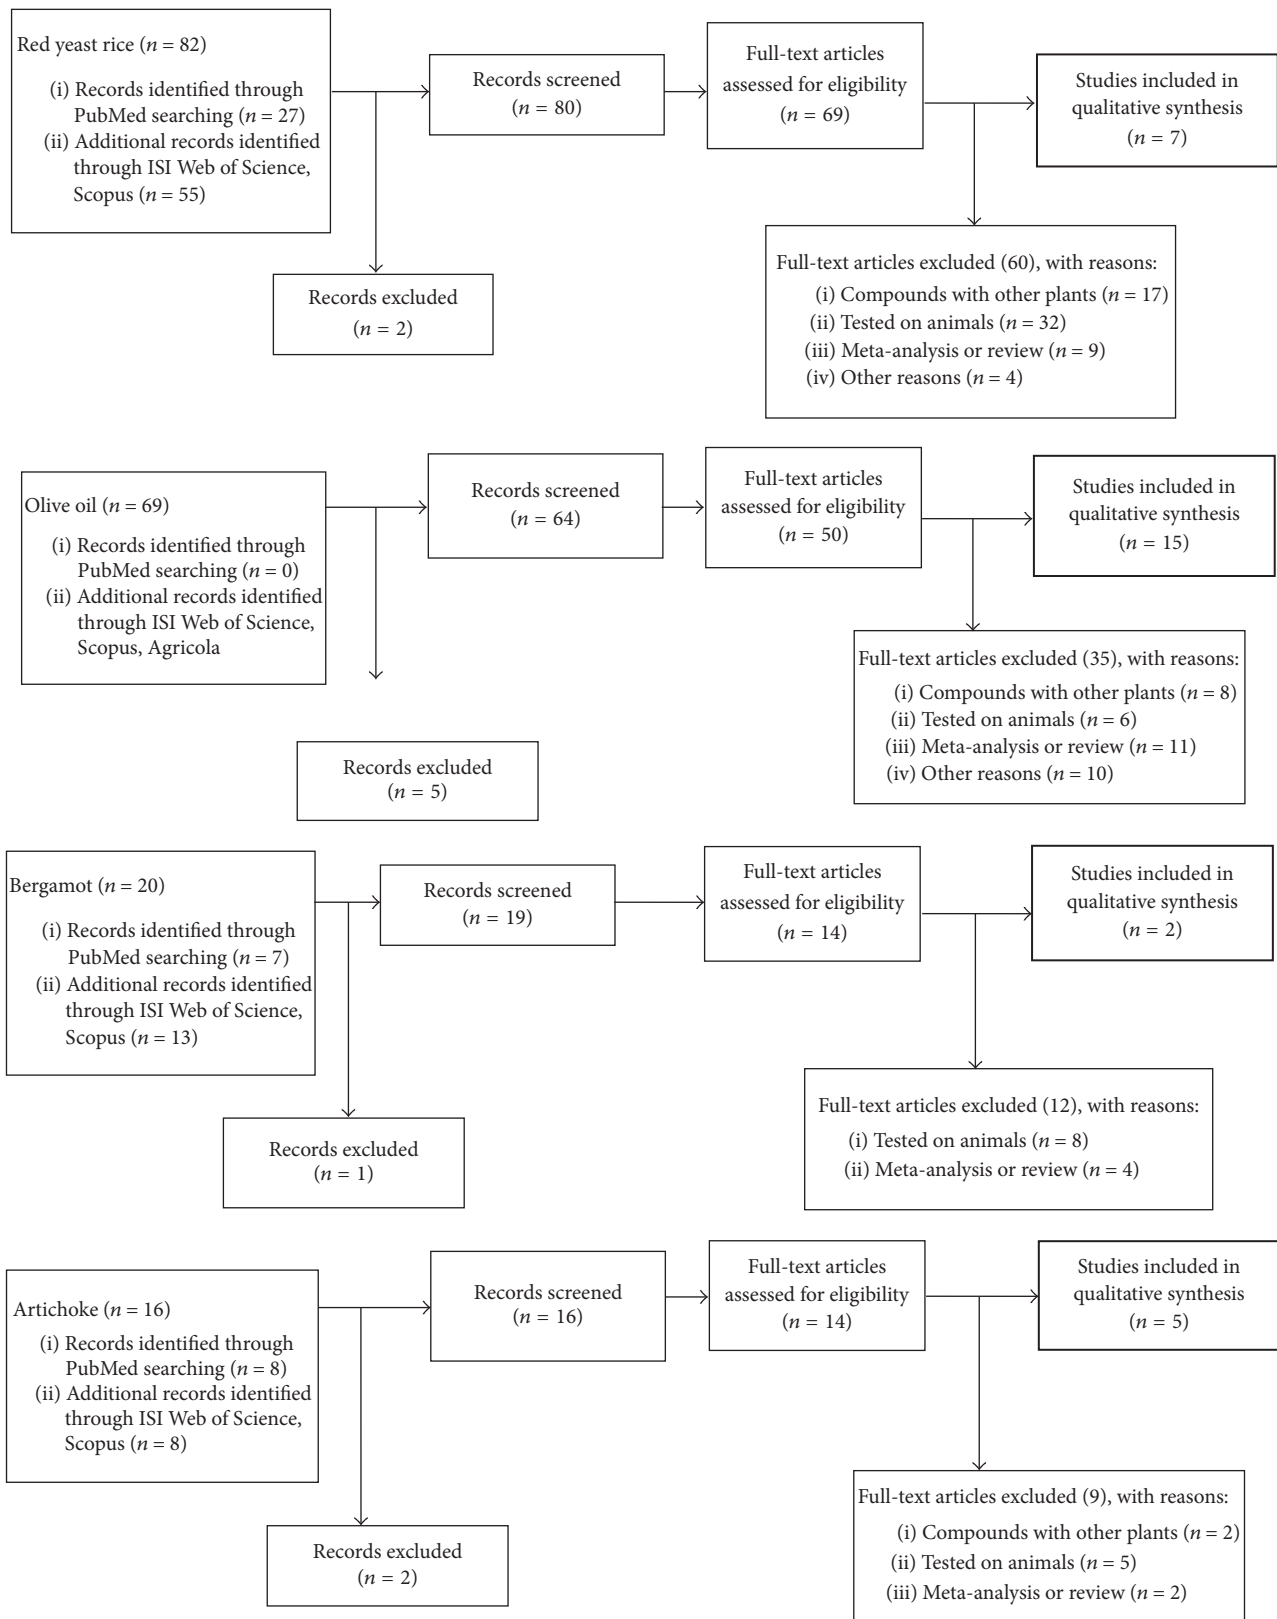 Red yeast rice (n = 82)
(i) Records identified through
PubMed searching (n = 27)
(ii) Additional records identified
through ISI Web of Science,
Scopus (n = 55)
Records screened
(n = 80)
Full-text articles
assessed for eligibility
(n = 69)
Studies included in
qualitative synthesis
(n = 7)
Records excluded
(n = 2)
Full-text articles excluded (60), with reasons:
(i) Compounds with other plants (n = 17)
(ii) Tested on animals (n = 32)
(iii) Meta-analysis or review (n = 9)
(iv) Other reasons (n = 4)
Olive oil (n = 69)
(i) Records identified through
PubMed searching (n = 0)
(ii) Additional records identified
through ISI Web of Science,
Scopus, Agricola
Records screened
(n = 64)
Full-text articles
assessed for eligibility
(n = 50)
Studies included in
qualitative synthesis
(n = 15)
Records excluded
(n = 5)
Full-text articles excluded (35), with reasons:
(i) Compounds with other plants (n = 8)
(ii) Tested on animals (n = 6)
(iii) Meta-analysis or review (n = 11)
(iv) Other reasons (n = 10)
Bergamot (n = 20)
(i) Records identified through
PubMed searching (n = 7)
(ii) Additional records identified
through ISI Web of Science,
Scopus (n = 13)
Records screened
(n = 19)
Full-text articles
assessed for eligibility
(n = 14)
Studies included in
qualitative synthesis
(n = 2)
Records excluded
(n = 1)
Full-text articles excluded (12), with reasons:
(i) Tested on animals (n = 8)
(ii) Meta-analysis or review (n = 4)
Artichoke (n = 16)
(i) Records identified through
PubMed searching (n = 8)
(ii) Additional records identified
through ISI Web of Science,
Scopus (n = 8)
Records screened
(n = 16)
Full-text articles
assessed for eligibility
(n = 14)
Studies included in
qualitative synthesis
(n = 5)
Records excluded
(n = 2)
Full-text articles excluded (9), with reasons:
(i) Compounds with other plants (n = 2)
(ii) Tested on animals (n = 5)
(iii) Meta-analysis or review (n = 2)